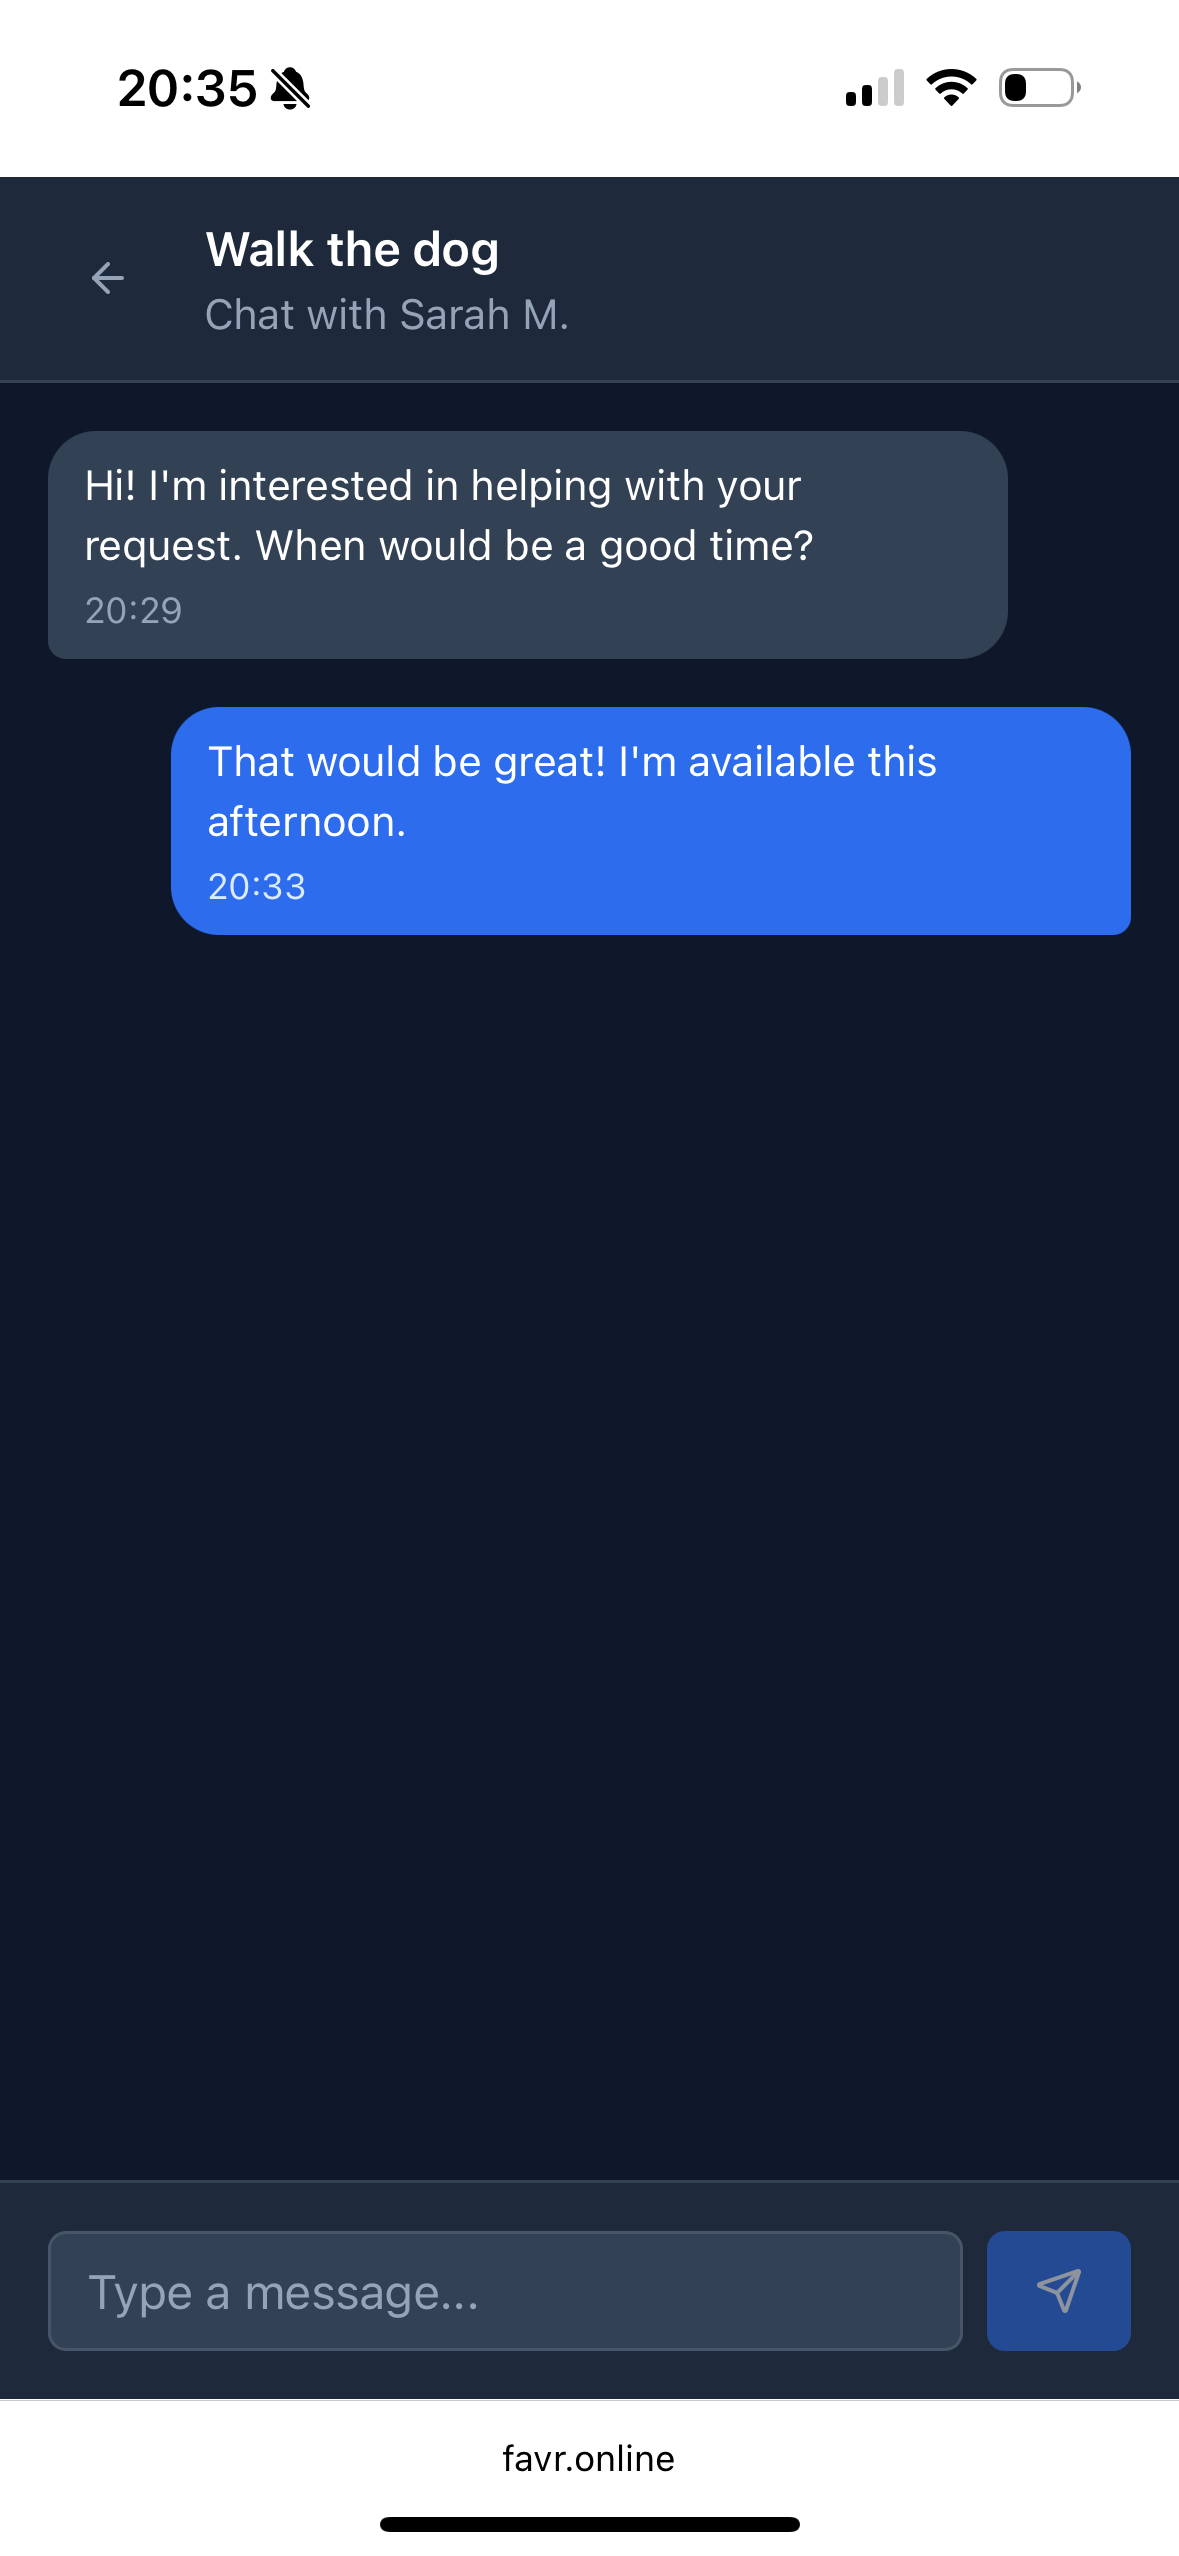 20:35
Walk the dog
Chat with Sarah M.
Hi! I'm interested in helping with your
request. When would be a good time?
20:29
That would be great! I'm available this
afternoon.
20:33
Type a message...
favr.online